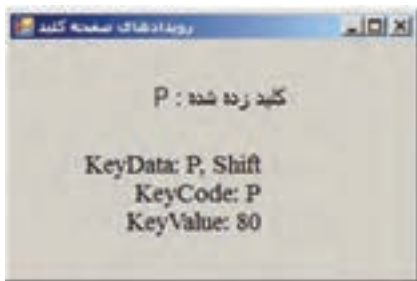 رویدادهای صفحه کلید
کلید زده شده : P
KeyData: P, Shift
KeyCode: P
KeyValue: 80